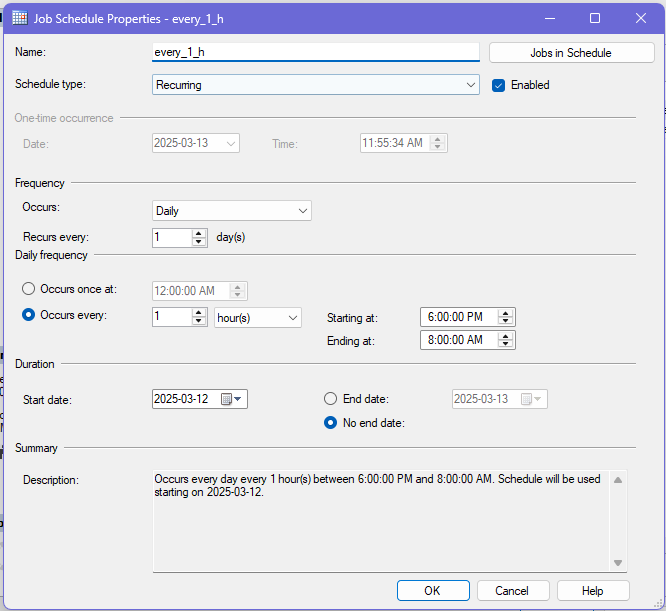 Job Schedule Properties - every_1_h
Name:
every_1_h
Jobs in Schedule
Schedule type:
Recurring
Enabled
One-time occurrence
Date:
2025-03-13
Time:
11:55:34 AM
Frequency
Occurs:
Daily
Recurs every:
1
day(s)
Daily frequency
Occurs once at:
12:00:00 AM
Occurs every:
1
hour(s)
Starting at:
6:00:00 PM
Ending at:
8:00:00 AM
Duration
Start date:
2025-03-12
End date:
2025-03-13
No end date:
Summary
Description:
Occurs every day every 1 hour(s) between 6:00:00 PM and 8:00:00 AM. Schedule will be used
starting on 2025-03-12.
OK
Cancel
Help